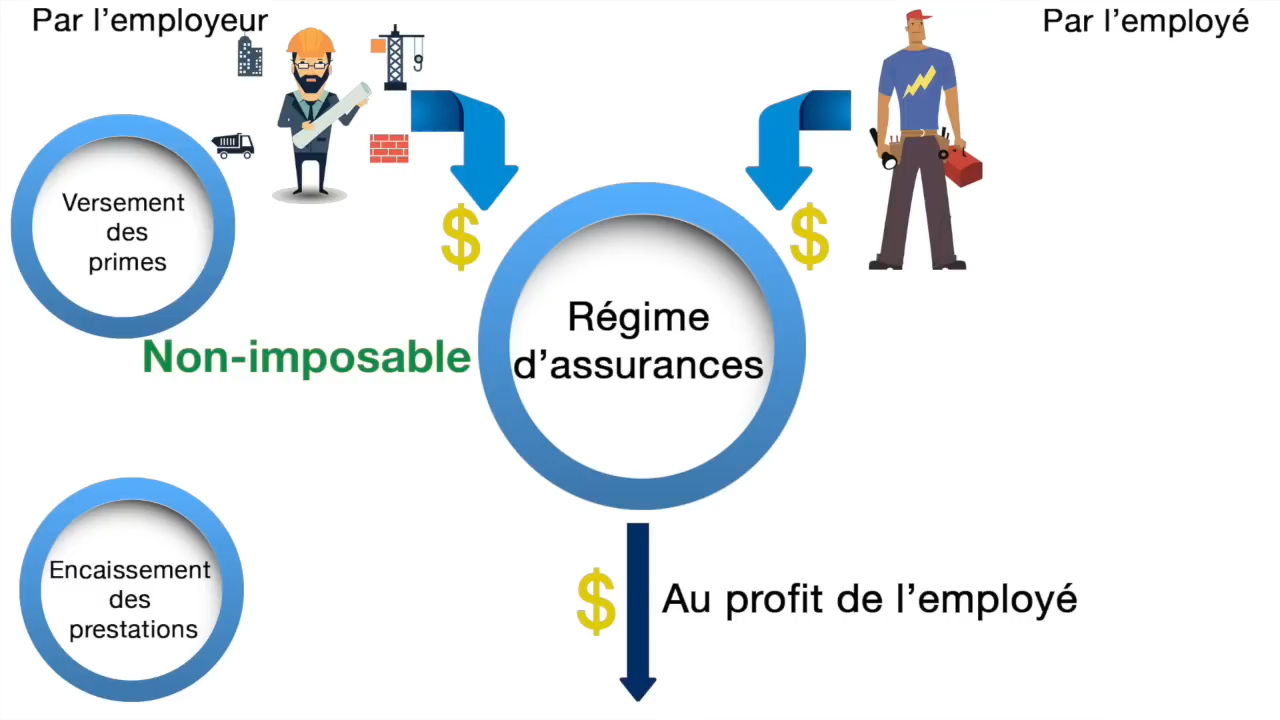 Par l'employeur
Par l'employé
Versement
des
primes
$
$
Régime
d'assurances
Non-imposable
Encaissement
des
prestations
$
Au profit de l'employé